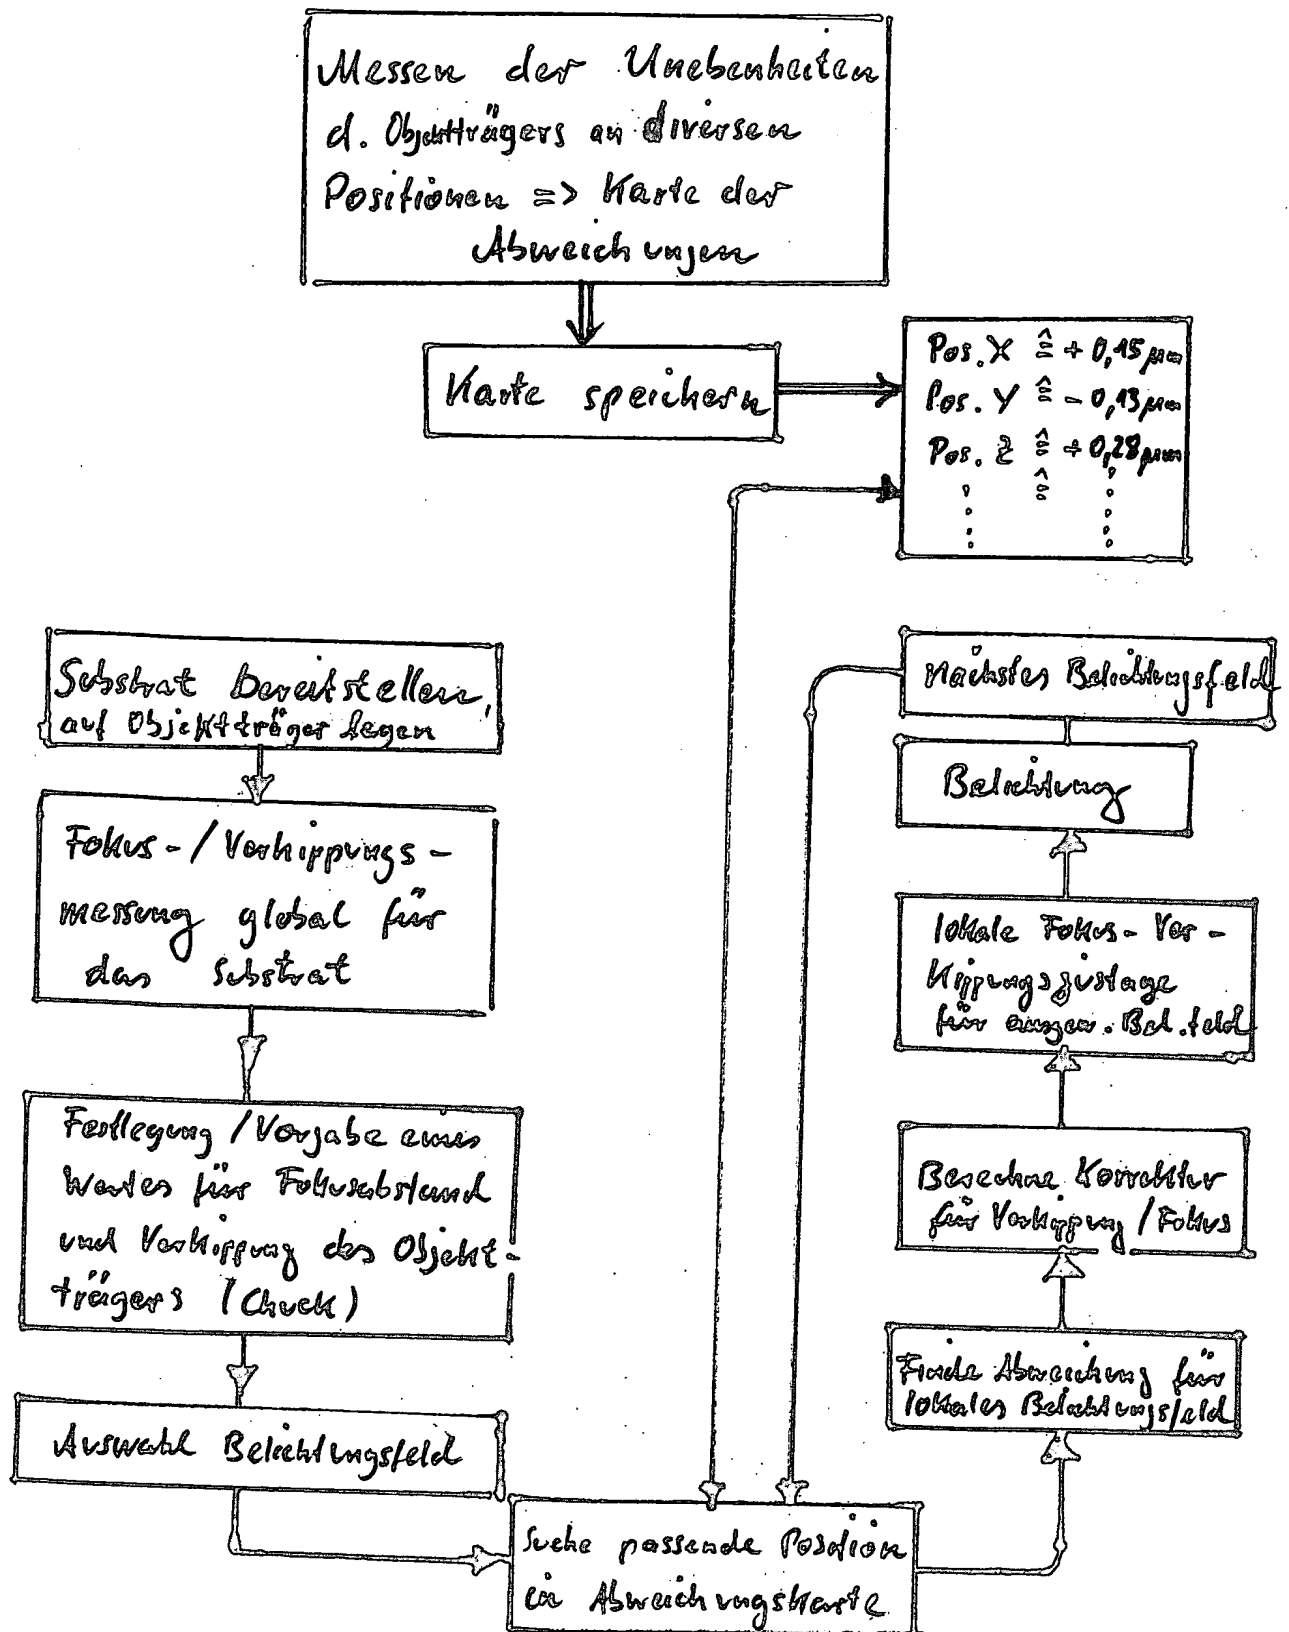 Messen der Unebenheiten
d. Objektträgers an diversen
Positionen => Karte der
Abweichungen
Karte speichern
Pos. X ≙ + 0,15 µm
Pos. Y ≙ - 0,13 µm
Pos. Z ≙ + 0,28 µm
≙
Substrat bereitstellen,
auf Objektträger legen
Fokus-/Verkippungs-
messung global für
das Substrat
Festlegung / Vorgabe eines
Wertes für Fokusabstand
und Verkippung des Objekt-
trägers (Chuck)
Auswahl Belichtungsfeld
Suche passende Position
in Abweichungskarte
Finde Abweichung für
lokales Belichtungsfeld
Berechne Korrektur
für Verkippung / Fokus
lokale Fokus-Ver-
kippungsjustage
für ausgew. Bel.feld
Belichtung
nächstes Belichtungsfeld